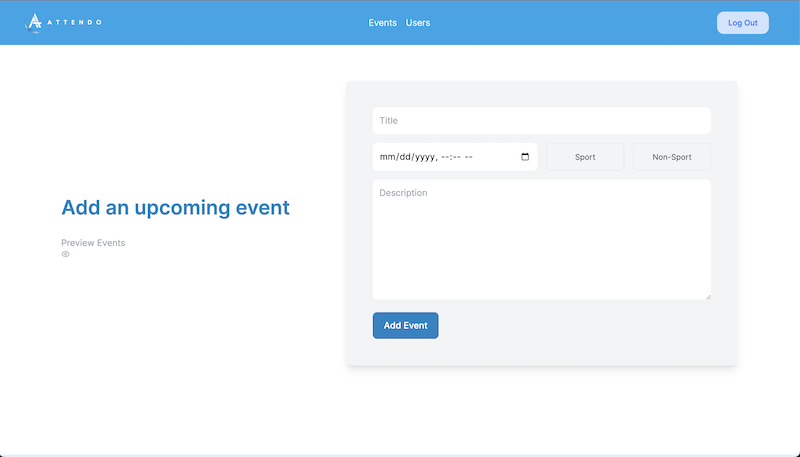 ATTENDO
Events Users
Log Out
Add an upcoming event
Preview Events
Title
mm/dd/yyyy, --:-- --
Sport
Non-Sport
Description
Add Event